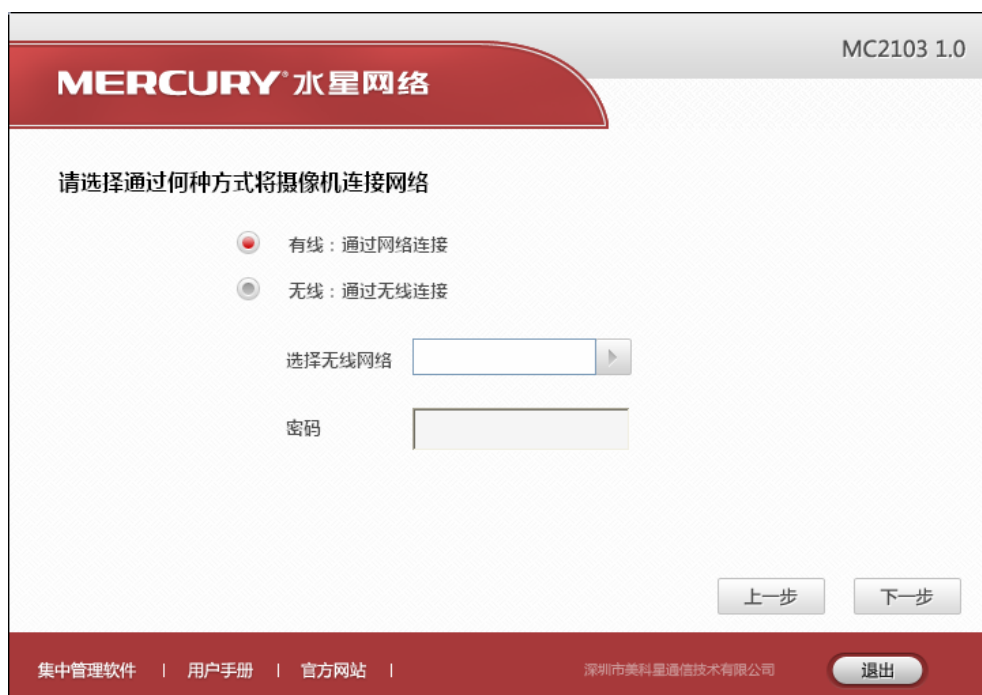 MC2103 1.0
MERCURY® 水星网络
请选择通过何种方式将摄像机连接网络
有线：通过网络连接
无线：通过无线连接
选择无线网络
密码
上一步 下一步
集中管理软件 | 用户手册 | 官方网站 | 深圳市美科星通信技术有限公司 退出